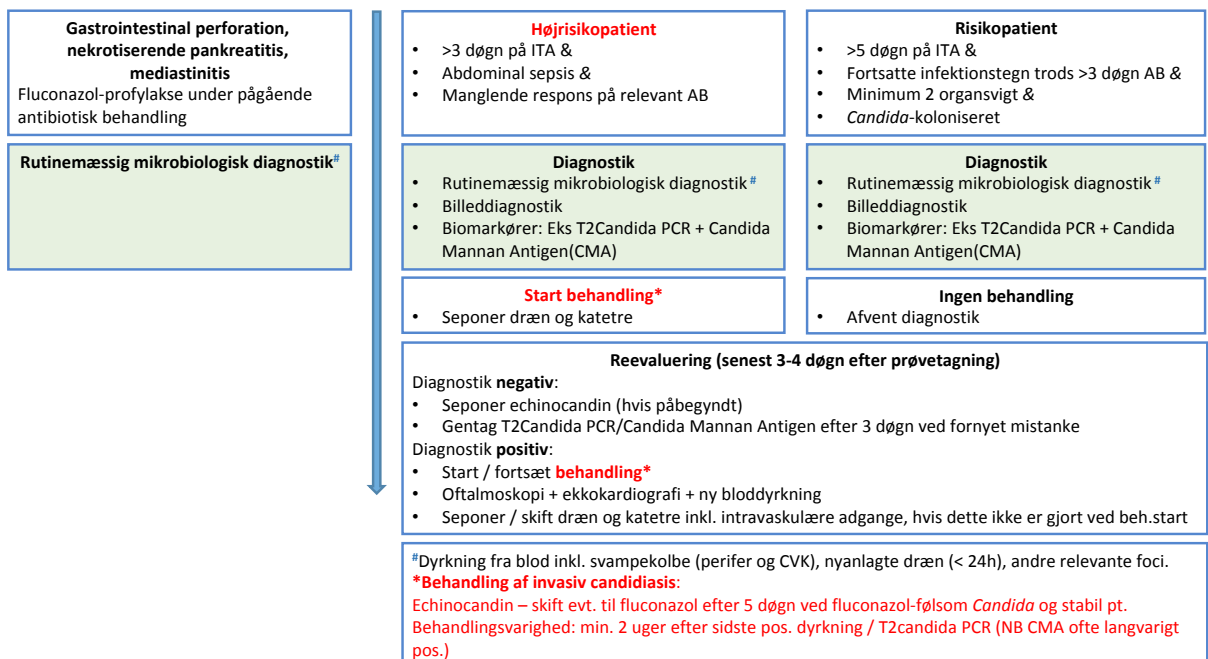 Gastrointestinal perforation,
nekrotiserende pankreatitis,
mediastinitis
Fluconazol-profylakse under pågående
antibiotisk behandling
Rutinemæssig mikrobiologisk diagnostik#
Højrisikopatient
• >3 døgn på ITA &
• Abdominal sepsis &
• Manglende respons på relevant AB
Risikopatient
• >5 døgn på ITA &
• Fortsatte infektionstegn trods >3 døgn AB &
• Minimum 2 organsvigt &
• Candida-koloniseret
Diagnostik
• Rutinemæssig mikrobiologisk diagnostik #
• Billeddiagnostik
• Biomarkører: Eks T2Candida PCR + Candida
Mannan Antigen(CMA)
Diagnostik
• Rutinemæssig mikrobiologisk diagnostik #
• Billeddiagnostik
• Biomarkører: Eks T2Candida PCR + Candida
Mannan Antigen(CMA)
Start behandling*
• Seponer dræn og katetre
Ingen behandling
• Afvent diagnostik
Reevaluering (senest 3-4 døgn efter prøvetagning)
Diagnostik negativ:
• Seponer echinocandin (hvis påbegyndt)
• Gentag T2Candida PCR/Candida Mannan Antigen efter 3 døgn ved fornyet mistanke
Diagnostik positiv:
• Start / fortsæt behandling*
• Oftalmoskopi + ekkokardiografi + ny bloddyrkning
• Seponer / skift dræn og katetre inkl. intravaskulære adgange, hvis dette ikke er gjort ved beh.start
#Dyrkning fra blod inkl. svampekolbe (perifer og CVK), nyanlagte dræn (< 24h), andre relevante foci.
*Behandling af invasiv candidiasis:
Echinocandin – skift evt. til fluconazol efter 5 døgn ved fluconazol-følsom Candida og stabil pt.
Behandlingsvarighed: min. 2 uger efter sidste pos. dyrkning / T2candida PCR (NB CMA ofte langvarigt
pos.)